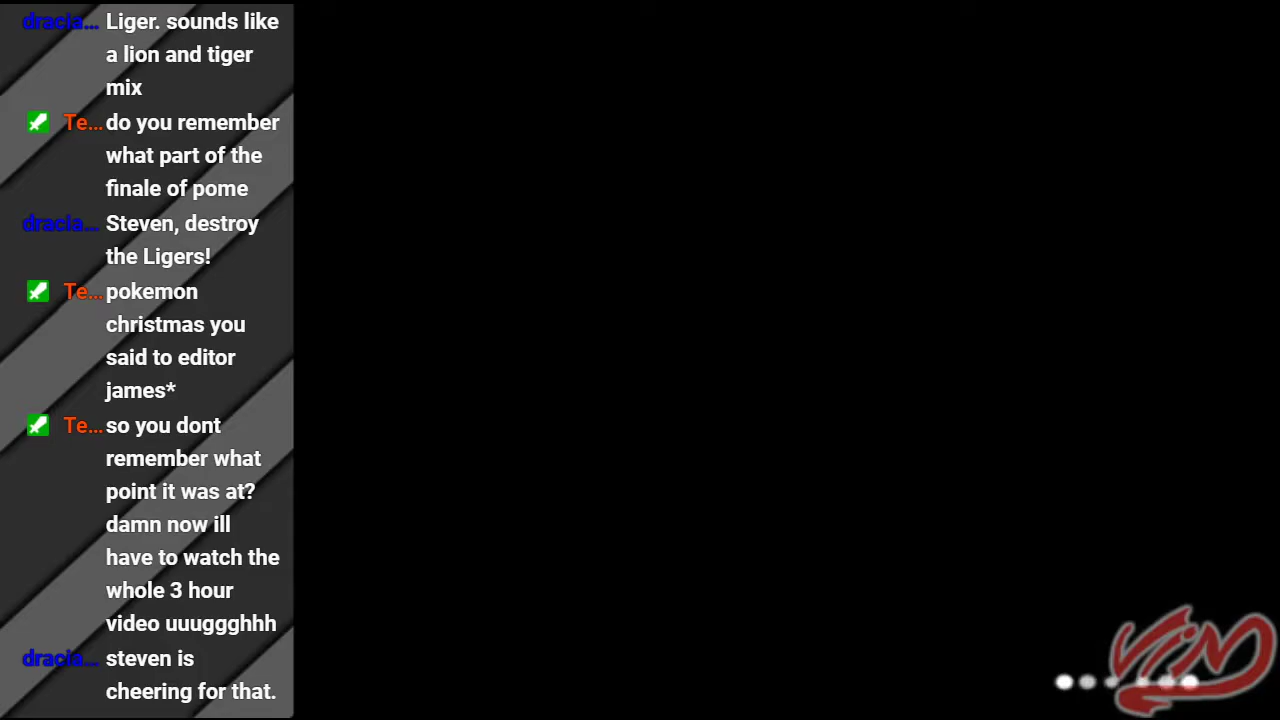 dracia... Liger. sounds like
a lion and tiger
mix
Te... do you remember
what part of the
finale of pome
dracia... Steven, destroy
the Ligers!
Te... pokemon
christmas you
said to editor
james*
Te... so you dont
remember what
point it was at?
damn now ill
have to watch the
whole 3 hour
video uuuggghhh
dracia... steven is
cheering for that.